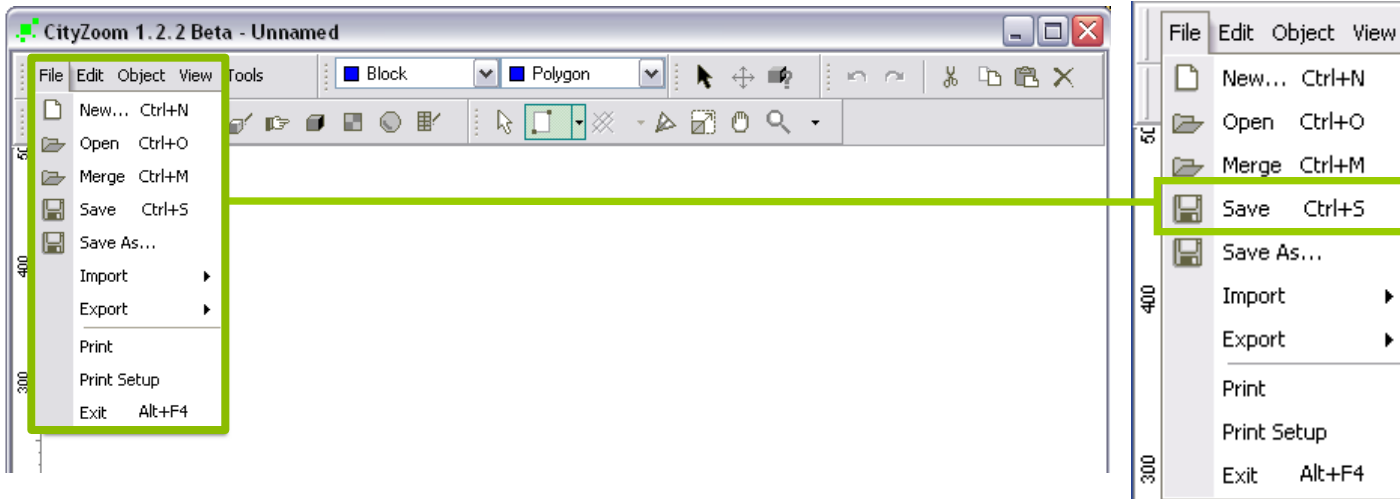 CityZoom 1.2.2 Beta - Unnamed
File Edit Object View Tools
Block
Polygon
New... Ctrl+N
Open Ctrl+O
Merge Ctrl+M
Save Ctrl+S
Save As...
Import
Export
Print
Print Setup
Exit Alt+F4
400
300
File Edit Object View
New... Ctrl+N
Open Ctrl+O
Merge Ctrl+M
Save Ctrl+S
Save As...
Import
Export
Print
Print Setup
Exit Alt+F4
400
300